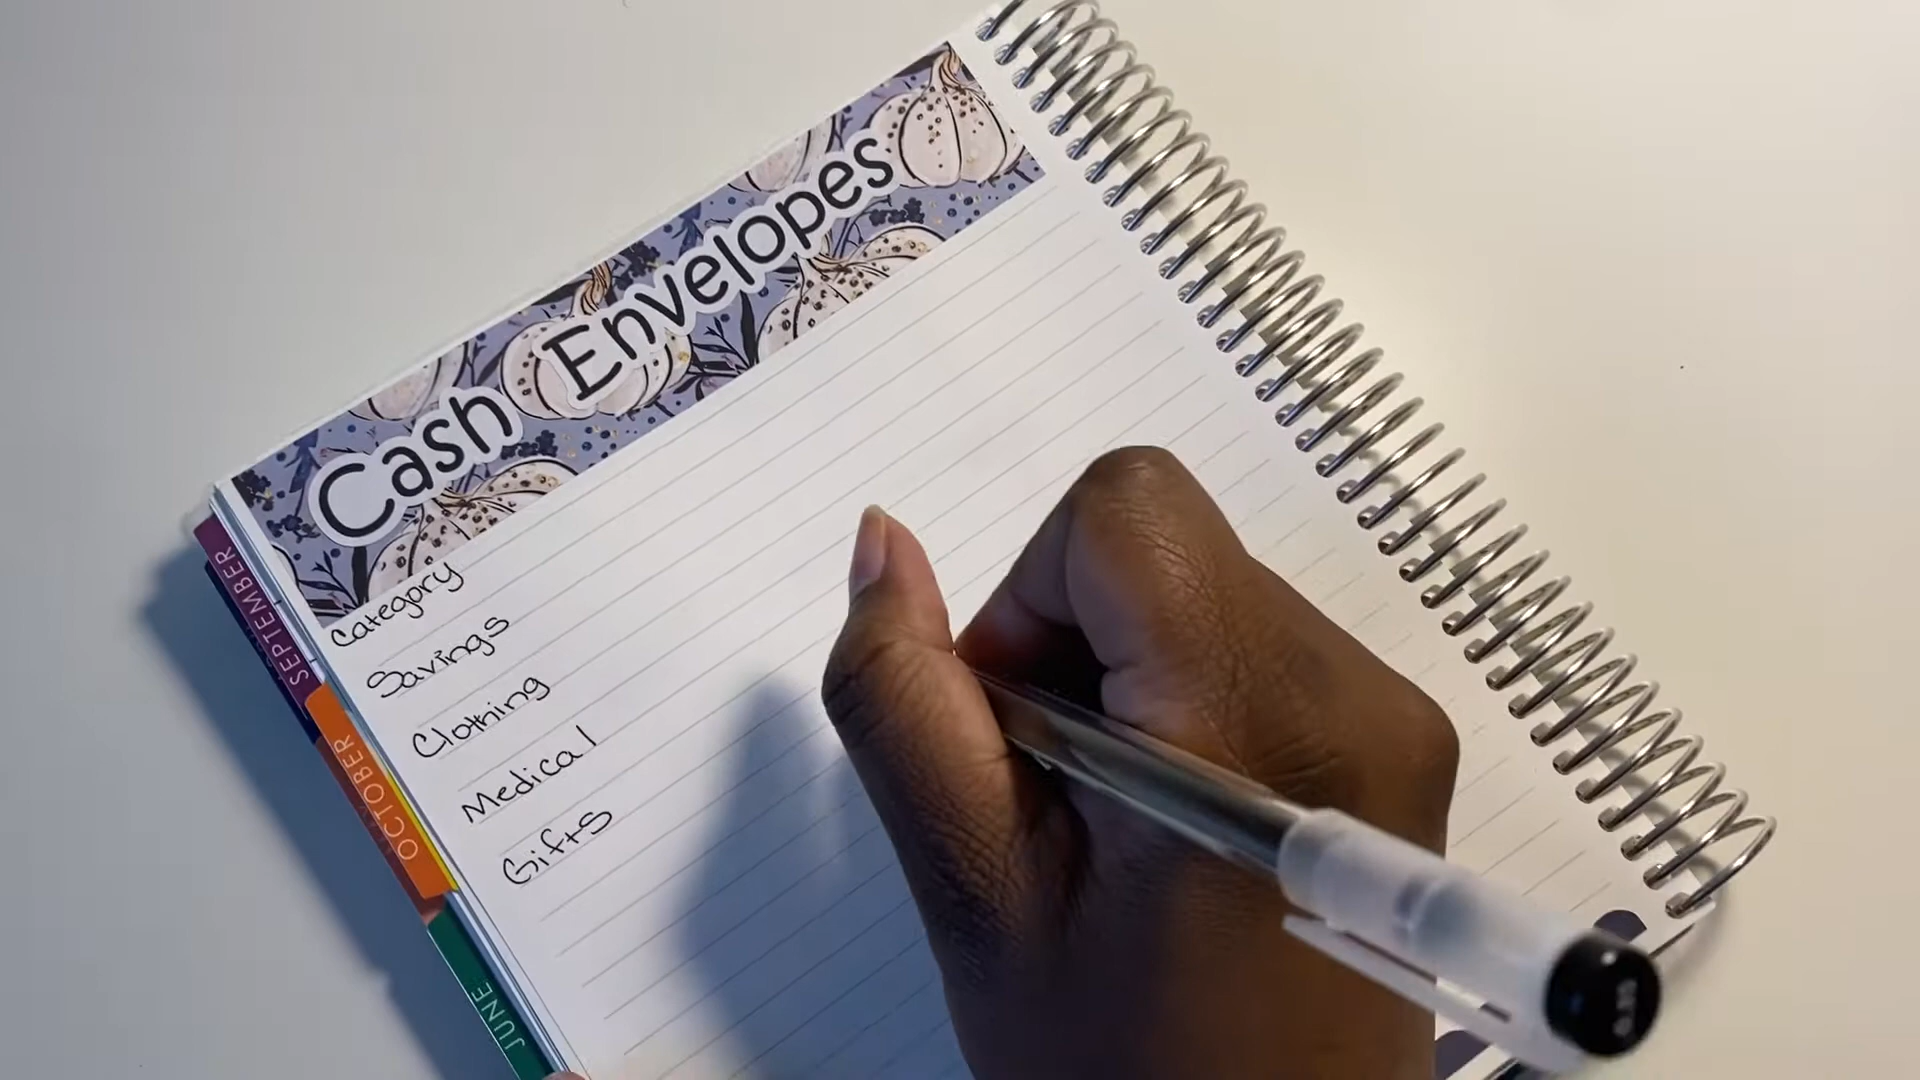 Cash Envelopes
Category
Savings
Clothing
Medical
Gifts
SEPTEMBER
OCTOBER
JUNE